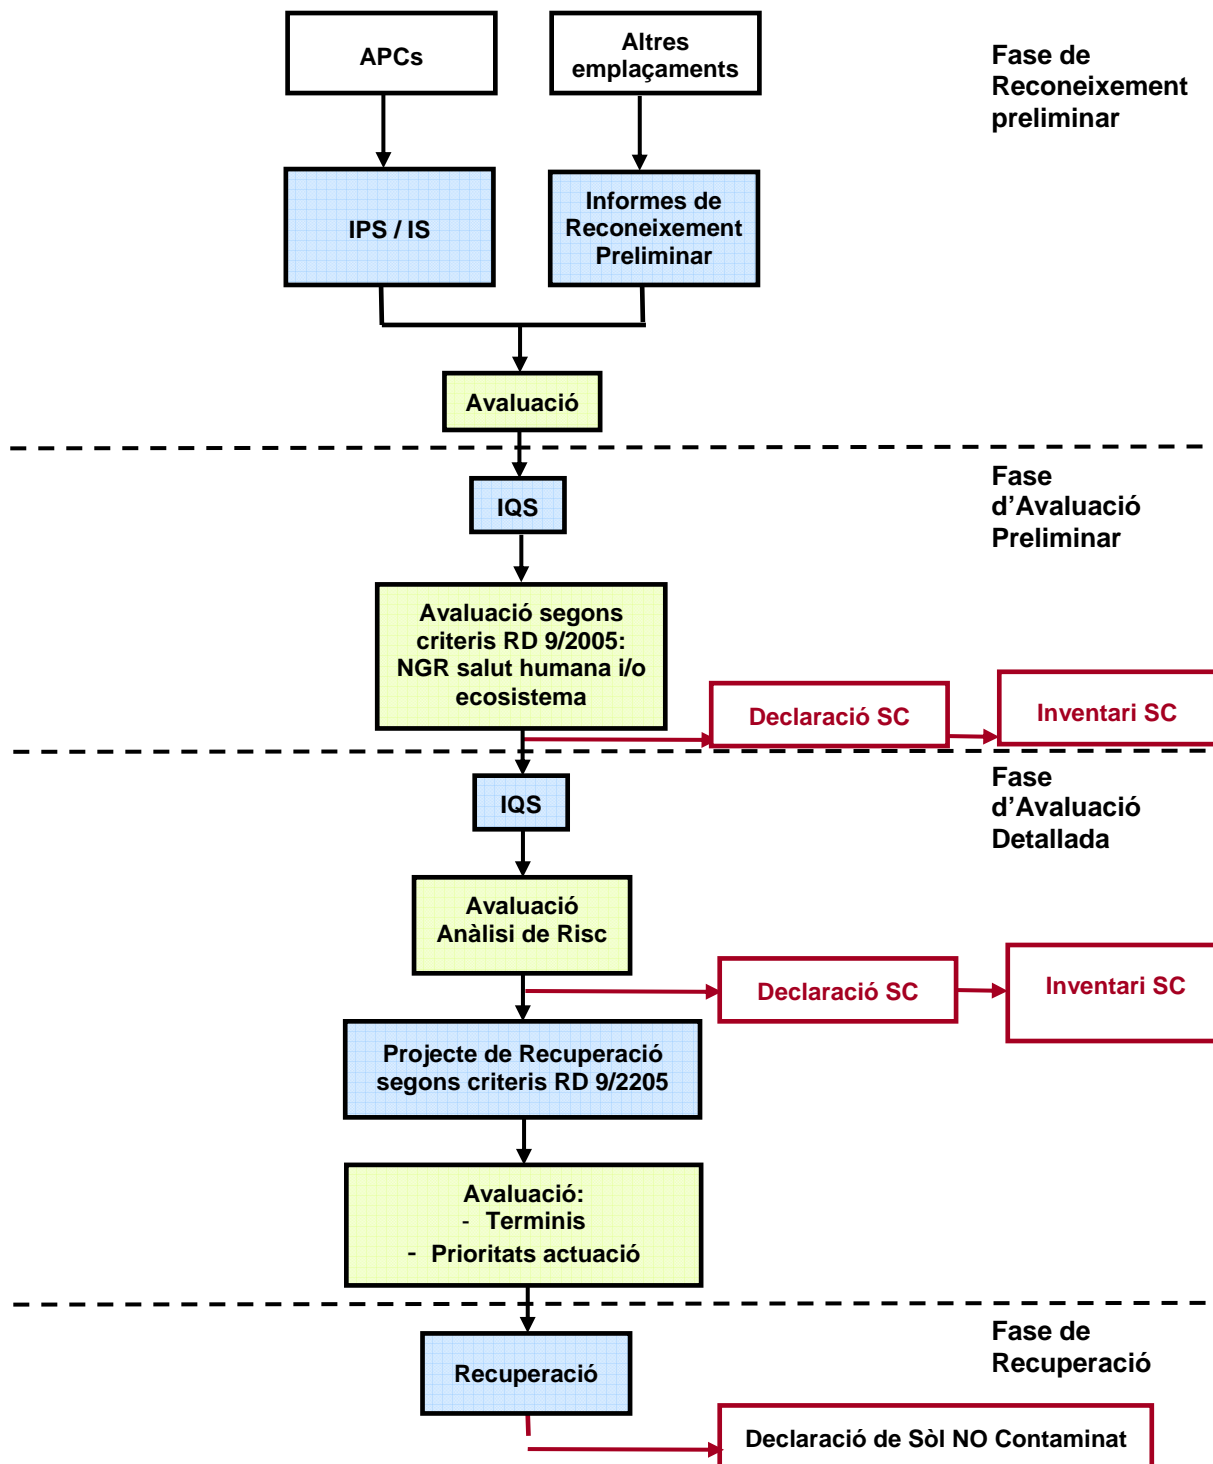 APCs
Altres
emplaçaments
Fase de
Reconeixement
preliminar
IPS / IS
Informes de
Reconeixement
Preliminar
Avaluació
Fase
d’Avaluació
Preliminar
IQS
Avaluació segons
criteris RD 9/2005:
NGR salut humana i/o
ecosistema
Declaració SC
Inventari SC
Fase
d’Avaluació
Detallada
IQS
Avaluació
Anàlisi de Risc
Declaració SC
Inventari SC
Projecte de Recuperació
segons criteris RD 9/2205
Avaluació:
- Terminis
- Prioritats actuació
Fase de
Recuperació
Recuperació
Declaració de Sòl NO Contaminat